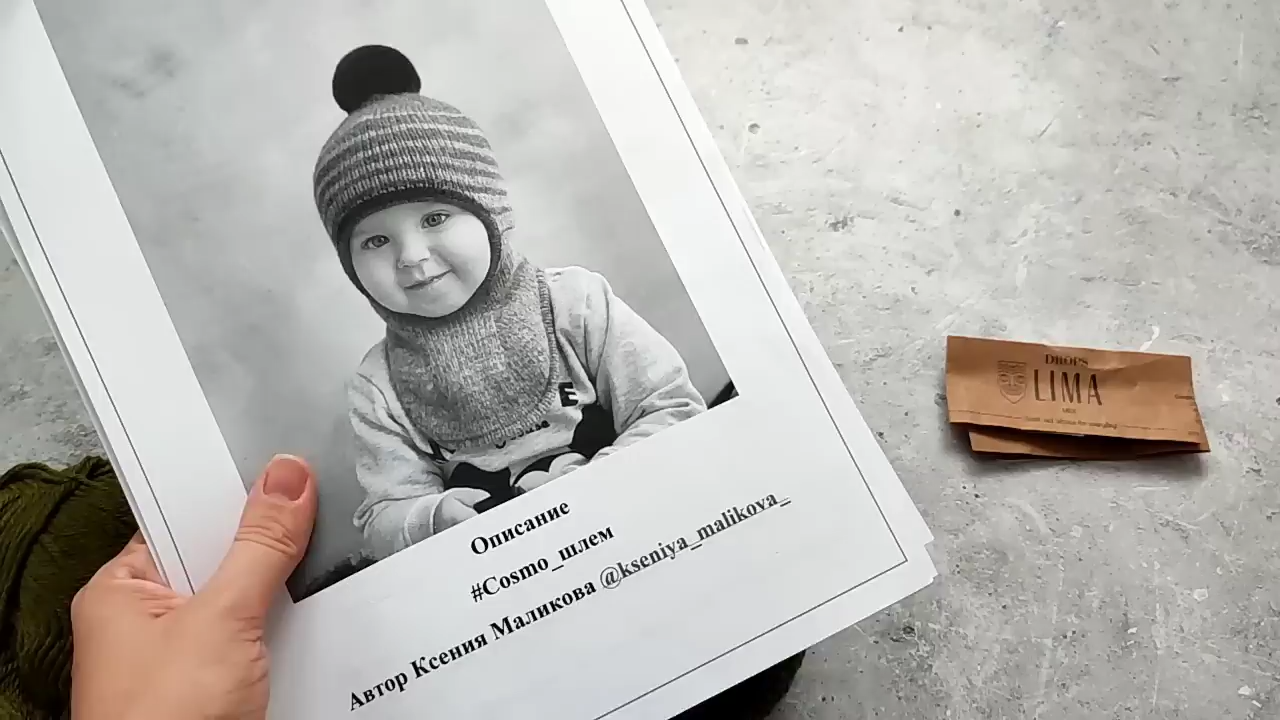 Описание
#Cosmo_шлем
Автор Ксения Маликова @kseniya_malikova_
E
DROPS
LIMA